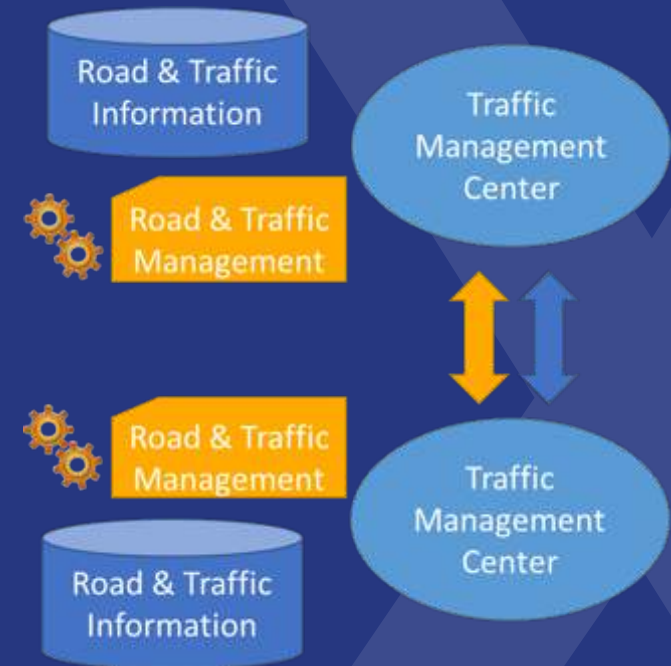 Road & Traffic
Information
Traffic
Management
Center
Road & Traffic
Management
Road & Traffic
Management
Traffic
Management
Center
Road & Traffic
Information